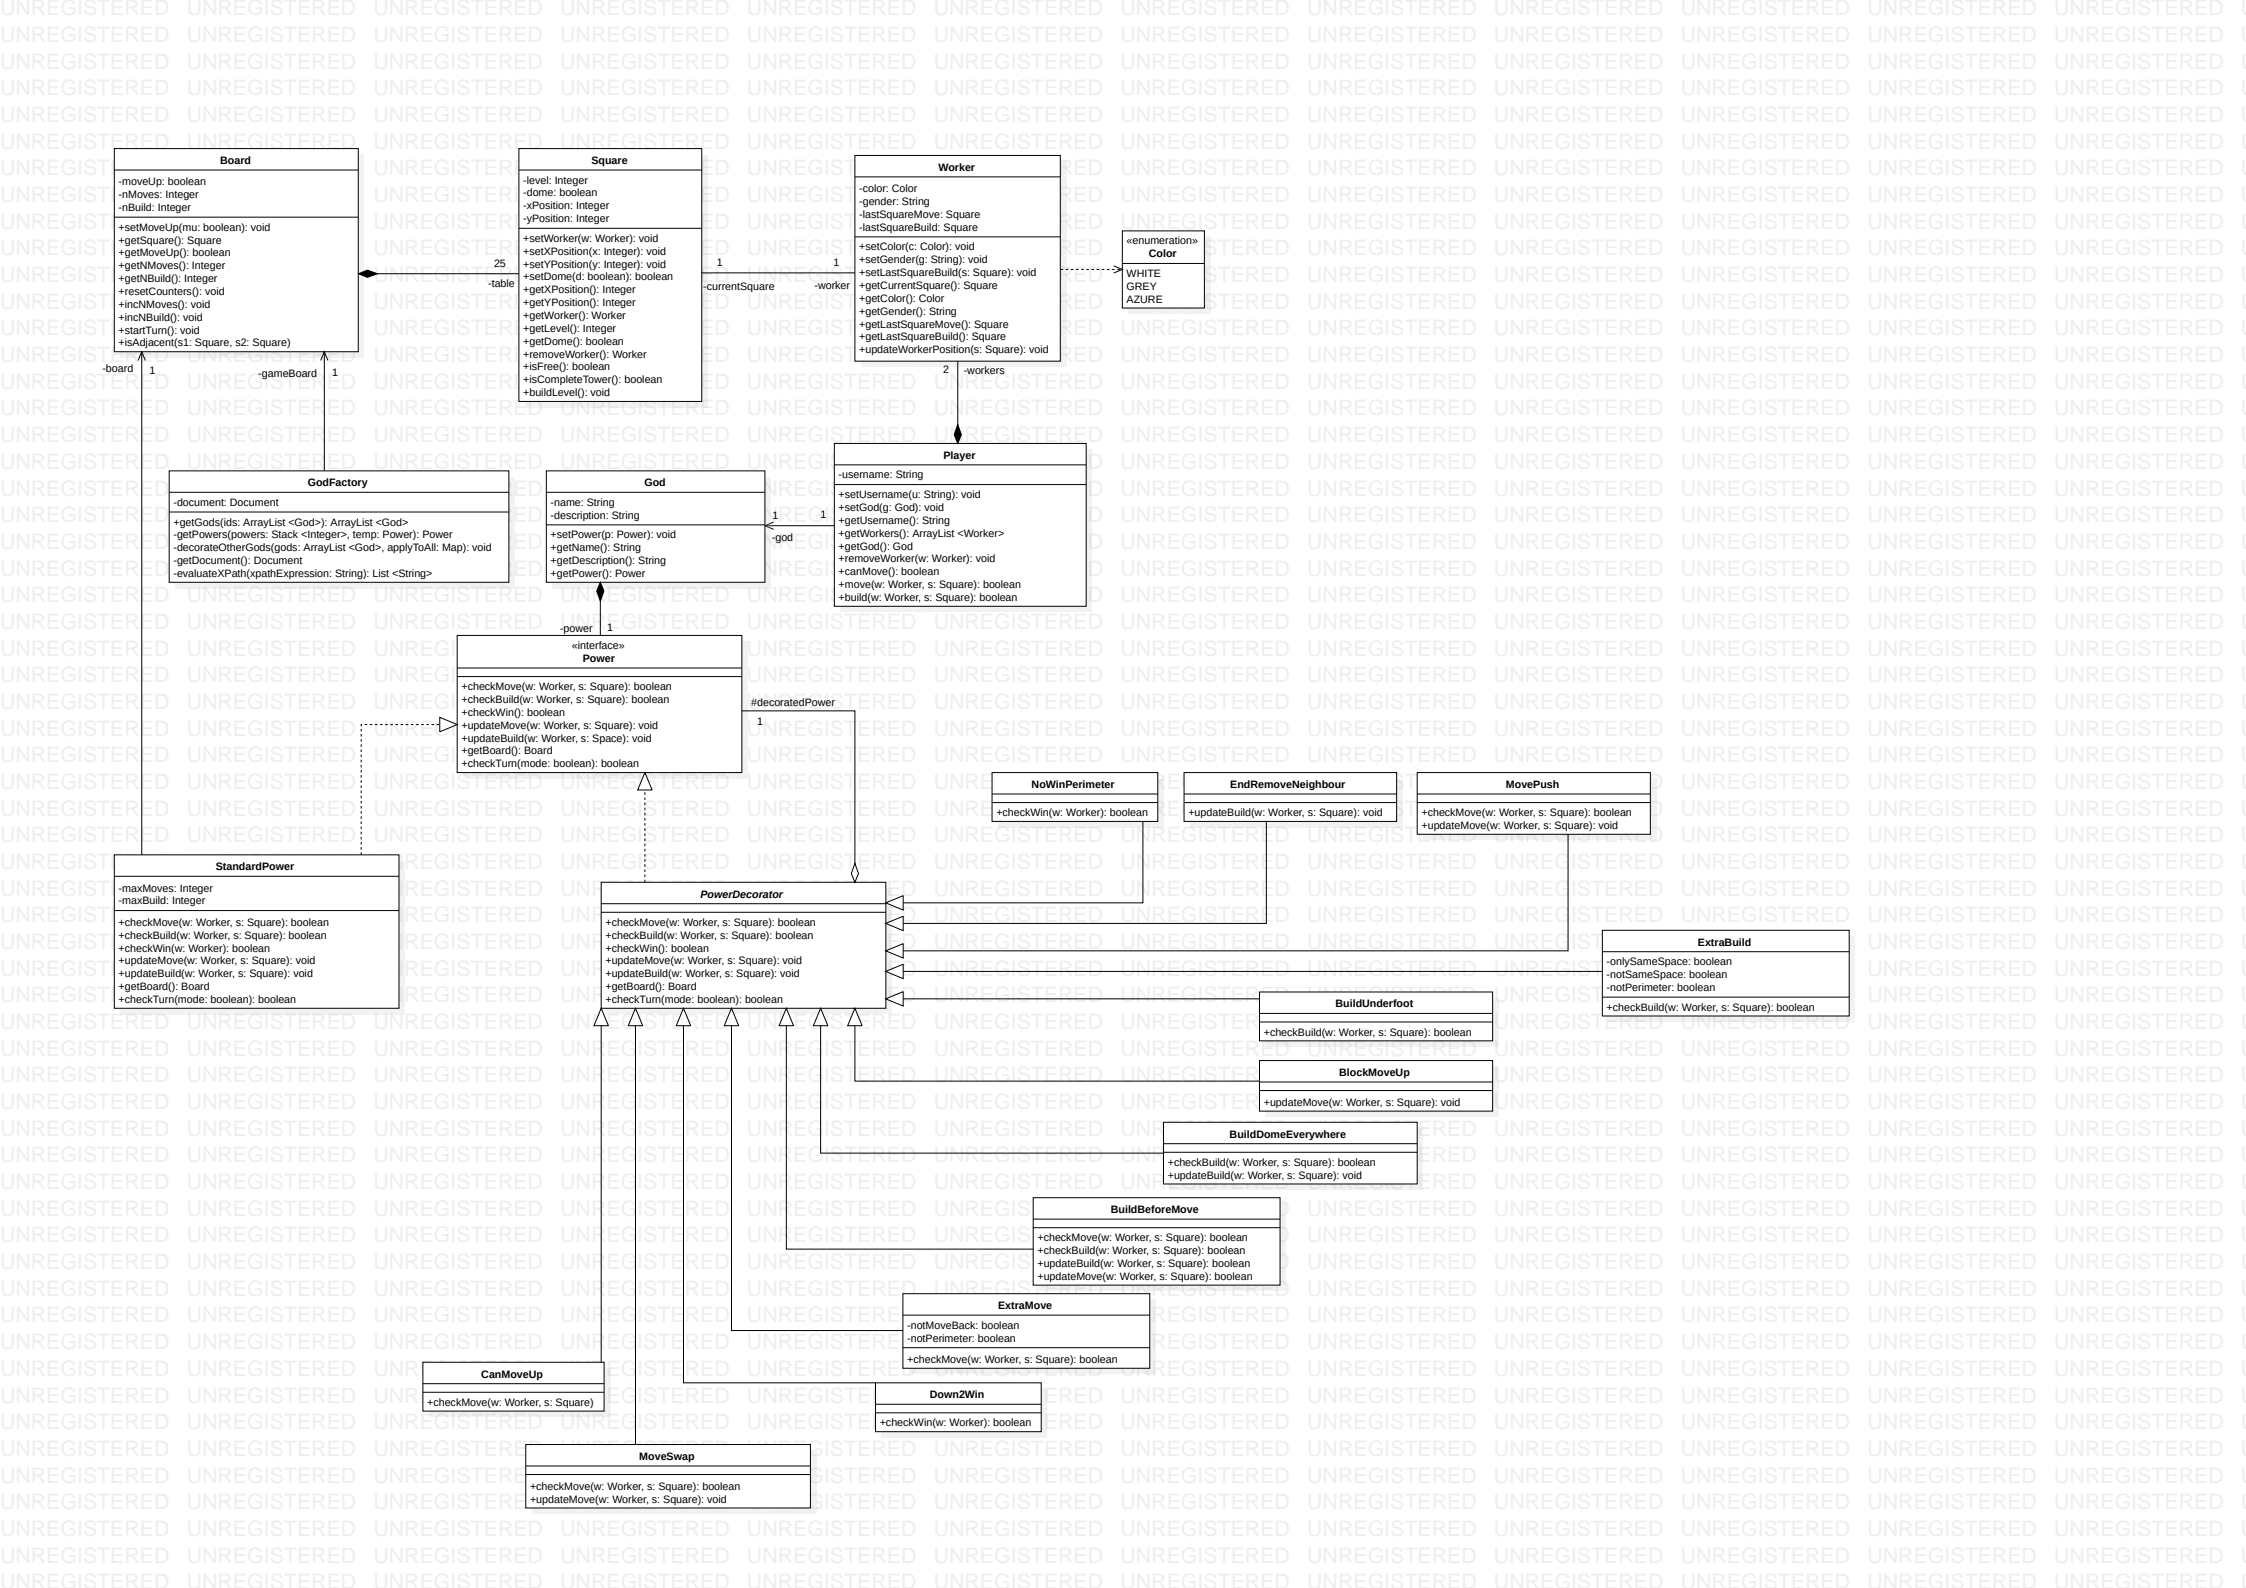 Board
-moveUp: boolean
-nMoves: Integer
-nBuild: Integer
+setMoveUp(mu: boolean): void
+getSquare(): Square
+getMoveUp(): boolean
+getNMoves(): Integer
+getNBuild(): Integer
+resetCounters(): void
+incNMoves(): void
+incNBuild(): void
+startTurn(): void
+isAdjacent(s1: Square, s2: Square)
25
-table
Square
-level: Integer
-dome: boolean
-xPosition: Integer
-yPosition: Integer
+setWorker(w: Worker): void
+setXPosition(x: Integer): void
+setYPosition(y: Integer): void
+setDome(d: boolean): boolean
+getXPosition(): Integer
+getYPosition(): Integer
+getWorker(): Worker
+getLevel(): Integer
+getDome(): boolean
+removeWorker(): Worker
+isFree(): boolean
+isCompleteTower(): boolean
+buildLevel(): void
1
-currentSquare
1
-worker
Worker
-color: Color
-gender: String
-lastSquareMove: Square
-lastSquareBuild: Square
+setColor(c: Color): void
+setGender(g: String): void
+setLastSquareBuild(s: Square): void
+getCurrentSquare(): Square
+getColor(): Color
+getGender(): String
+getLastSquareMove(): Square
+getLastSquareBuild(): Square
+updateWorkerPosition(s: Square): void
«enumeration»
Color
WHITE
GREY
AZURE
-board 1
-gameBoard 1
2 -workers
GodFactory
-document: Document
+getGods(ids: ArrayList <God>): ArrayList <God>
-getPowers(powers: Stack <Integer>, temp: Power): Power
-decorateOtherGods(gods: ArrayList <God>, applyToAll: Map): void
-getDocument(): Document
-evaluateXPath(xpathExpression: String): List <String>
God
-name: String
-description: String
+setPower(p: Power): void
+getName(): String
+getDescription(): String
+getPower(): Power
1
-god
1
Player
-username: String
+setUsername(u: String): void
+setGod(g: God): void
+getUsername(): String
+getWorkers(): ArrayList <Worker>
+getGod(): God
+removeWorker(w: Worker): void
+canMove(): boolean
+move(w: Worker, s: Square): boolean
+build(w: Worker, s: Square): boolean
-power 1
«interface»
Power
+checkMove(w: Worker, s: Square): boolean
+checkBuild(w: Worker, s: Square): boolean
+checkWin(): boolean
+updateMove(w: Worker, s: Square): void
+updateBuild(w: Worker, s: Space): void
+getBoard(): Board
+checkTurn(mode: boolean): boolean
#decoratedPower
1
NoWinPerimeter
+checkWin(w: Worker): boolean
EndRemoveNeighbour
+updateBuild(w: Worker, s: Square): void
MovePush
+checkMove(w: Worker, s: Square): boolean
+updateMove(w: Worker, s: Square): void
StandardPower
-maxMoves: Integer
-maxBuild: Integer
+checkMove(w: Worker, s: Square): boolean
+checkBuild(w: Worker, s: Square): boolean
+checkWin(w: Worker): boolean
+updateMove(w: Worker, s: Square): void
+updateBuild(w: Worker, s: Square): void
+getBoard(): Board
+checkTurn(mode: boolean): boolean
PowerDecorator
+checkMove(w: Worker, s: Square): boolean
+checkBuild(w: Worker, s: Square): boolean
+checkWin(): boolean
+updateMove(w: Worker, s: Square): void
+updateBuild(w: Worker, s: Square): void
+getBoard(): Board
+checkTurn(mode: boolean): boolean
ExtraBuild
-onlySameSpace: boolean
-notSameSpace: boolean
-notPerimeter: boolean
+checkBuild(w: Worker, s: Square): boolean
BuildUnderfoot
+checkBuild(w: Worker, s: Square): boolean
BlockMoveUp
+updateMove(w: Worker, s: Square): void
BuildDomeEverywhere
+checkBuild(w: Worker, s: Square): boolean
+updateBuild(w: Worker, s: Square): void
BuildBeforeMove
+checkMove(w: Worker, s: Square): boolean
+checkBuild(w: Worker, s: Square): boolean
+updateBuild(w: Worker, s: Square): boolean
+updateMove(w: Worker, s: Square): boolean
ExtraMove
-notMoveBack: boolean
-notPerimeter: boolean
+checkMove(w: Worker, s: Square): boolean
CanMoveUp
+checkMove(w: Worker, s: Square)
Down2Win
+checkWin(w: Worker): boolean
MoveSwap
+checkMove(w: Worker, s: Square): boolean
+updateMove(w: Worker, s: Square): void
UNREGISTERED